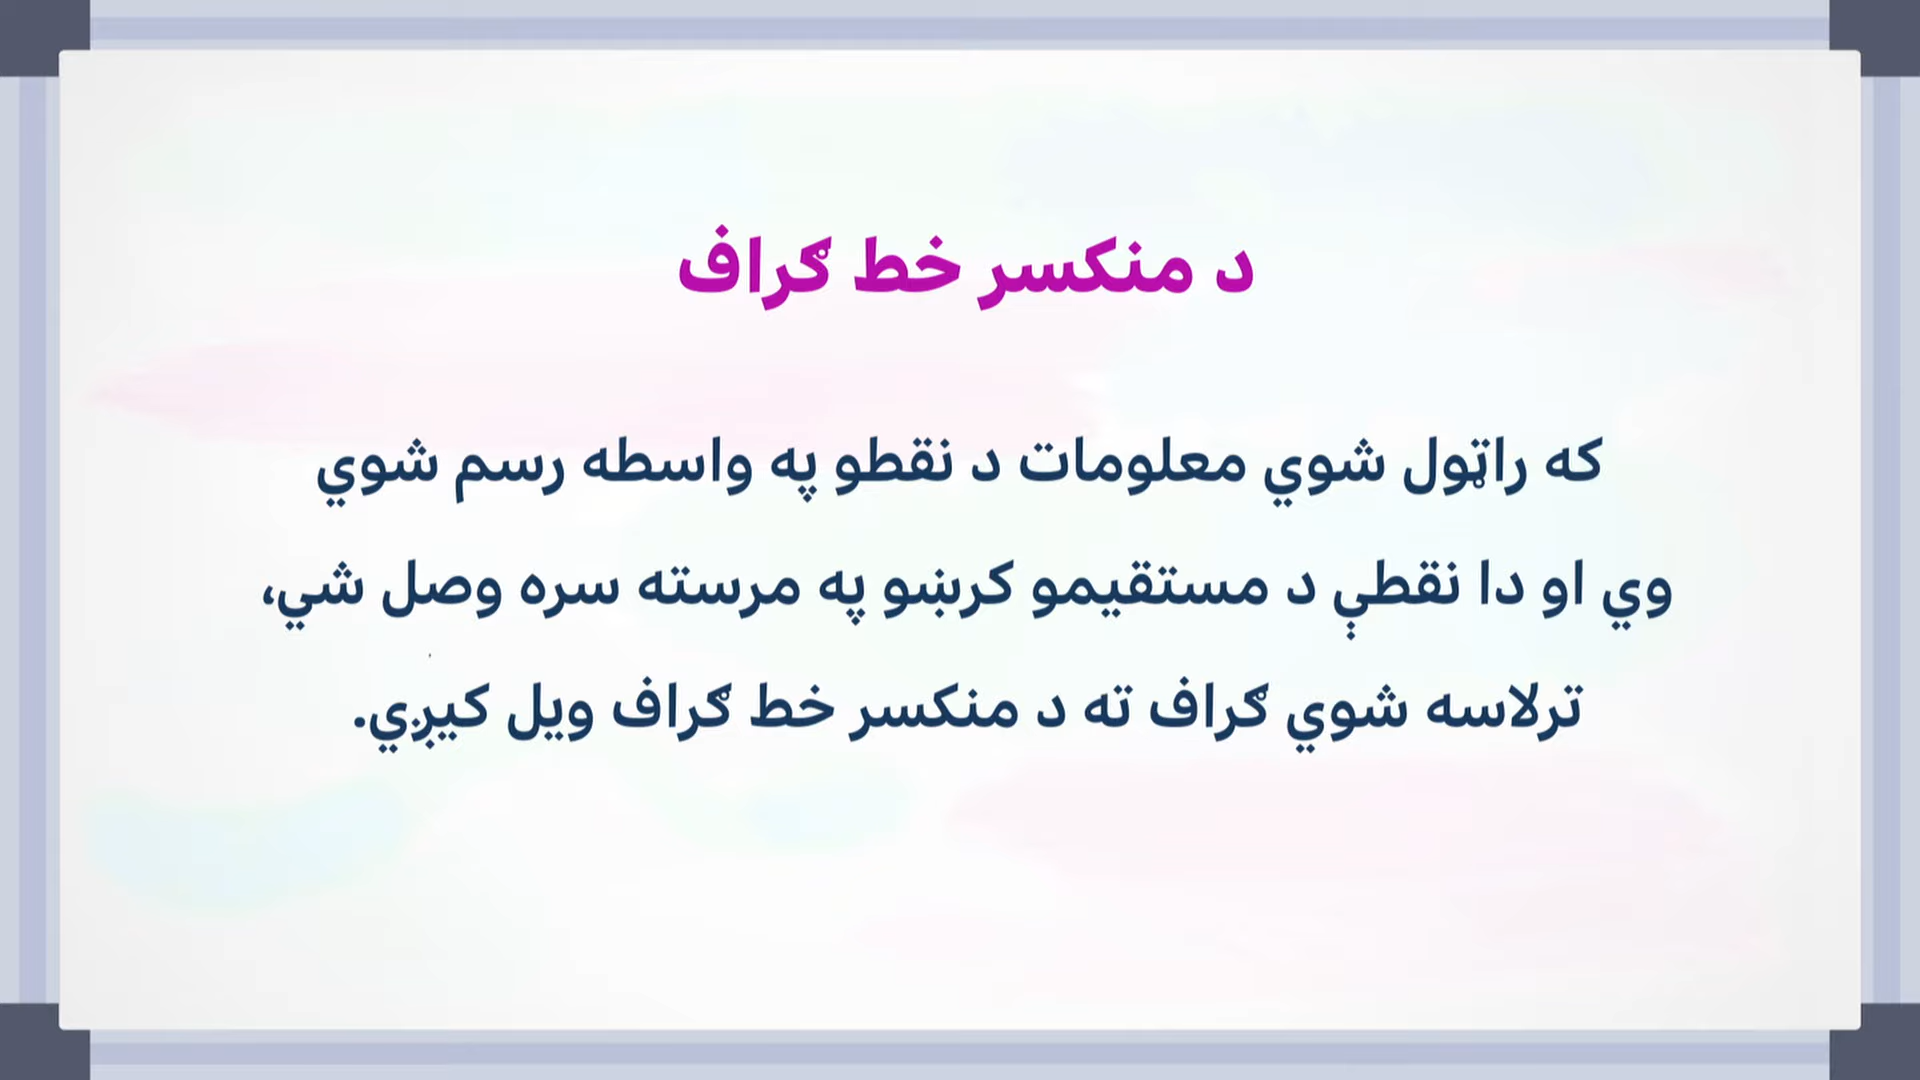 د منکسر خط ګراف
که راټول شوي معلومات د نقطو په واسطه رسم شوي
وي او دا نقطې د مستقیمو کرښو په مرسته سره وصل شي،
ترلاسه شوي ګراف ته د منکسر خط ګراف ویل کیږي.